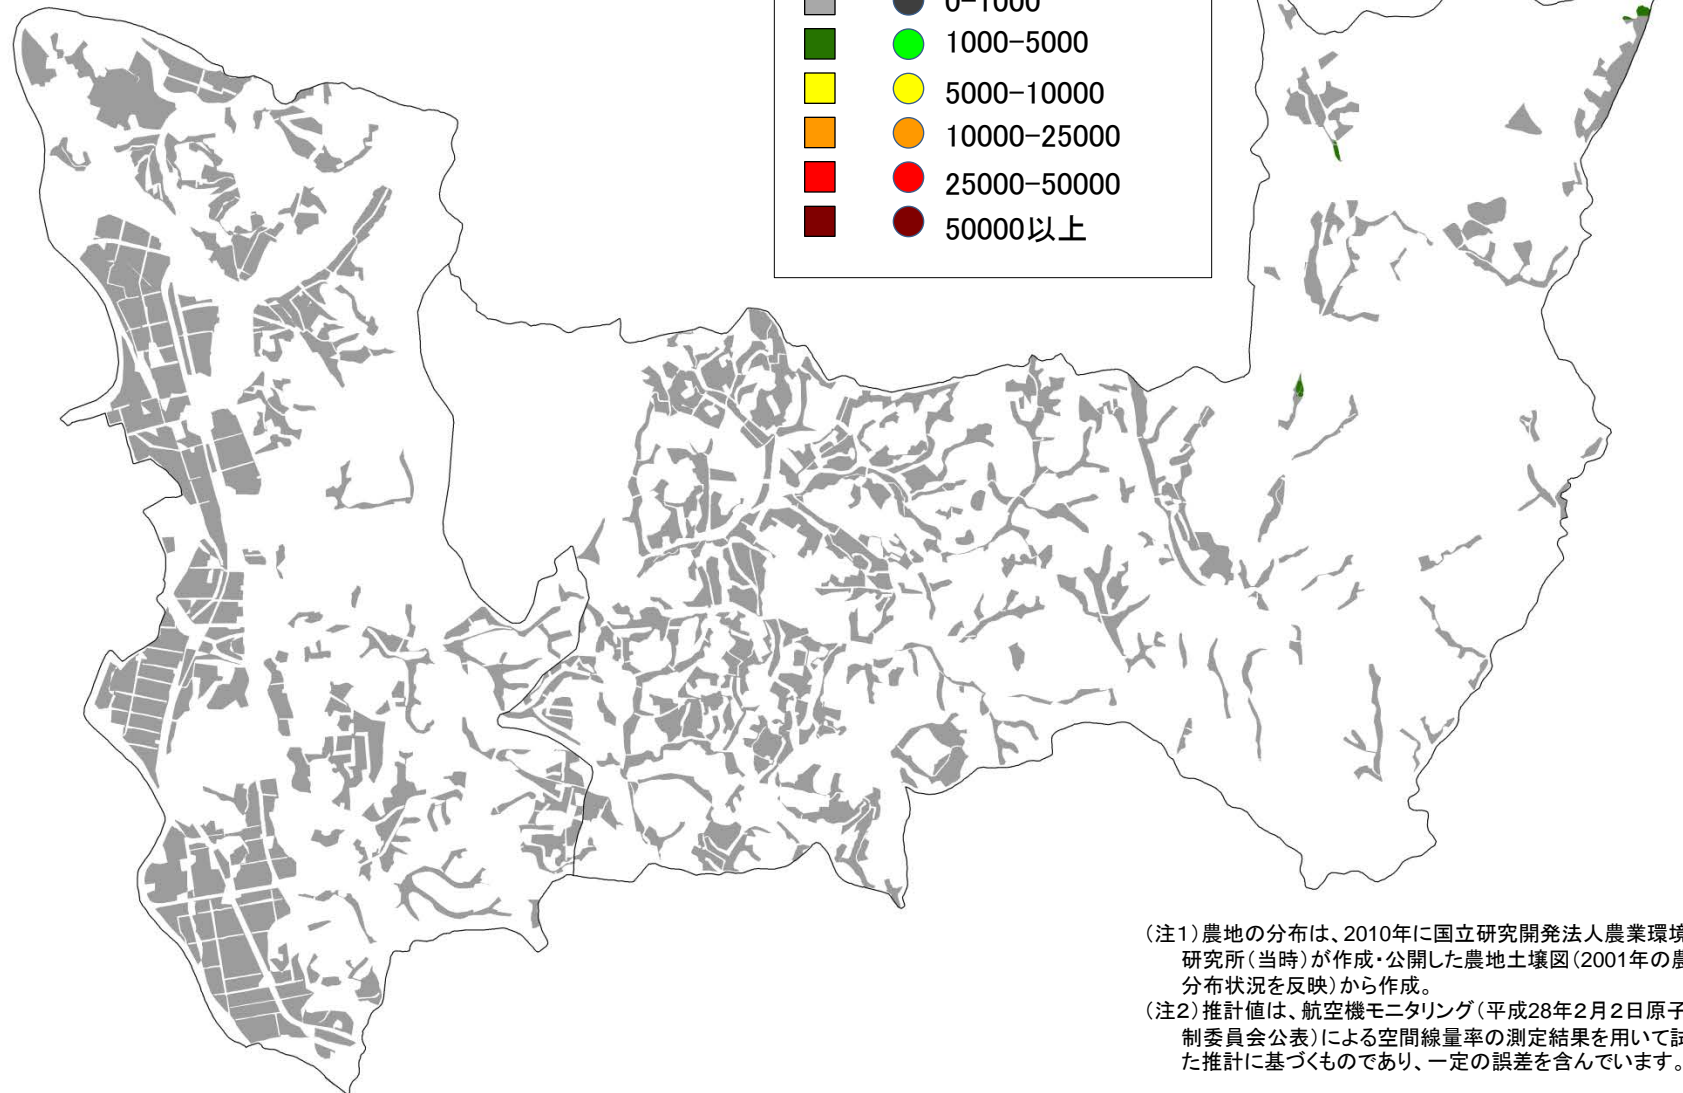 0-1000
1000-5000
5000-10000
10000-25000
25000-50000
50000以上
（注1）農地の分布は、2010年に国立研究開発法人農業環境
研究所（当時）が作成・公開した農地土壌図（2001年の農
分布状況を反映）から作成。
（注2）推計値は、航空機モニタリング（平成28年2月2日原子
制委員会公表）による空間線量率の測定結果を用いて試
た推計に基づくものであり、一定の誤差を含んでいます。